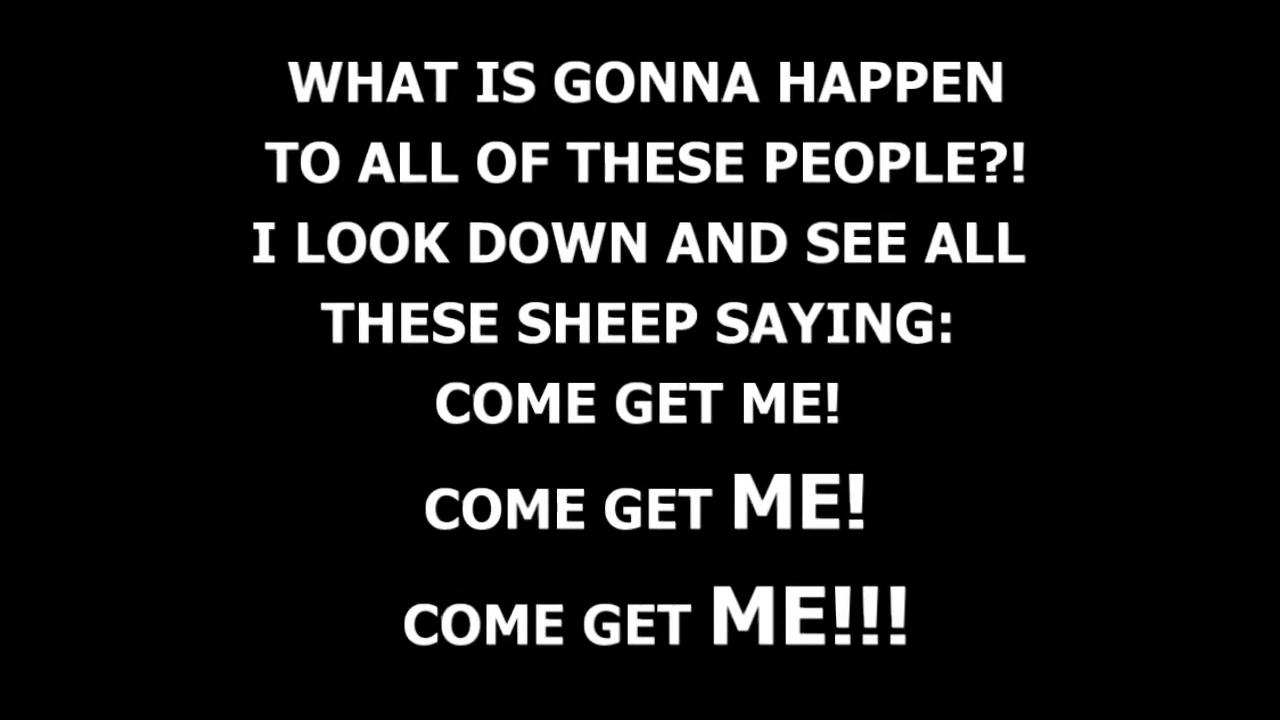 WHAT IS GONNA HAPPEN
TO ALL OF THESE PEOPLE?!
I LOOK DOWN AND SEE ALL
THESE SHEEP SAYING:
COME GET ME!
COME GET ME!
COME GET ME!!!